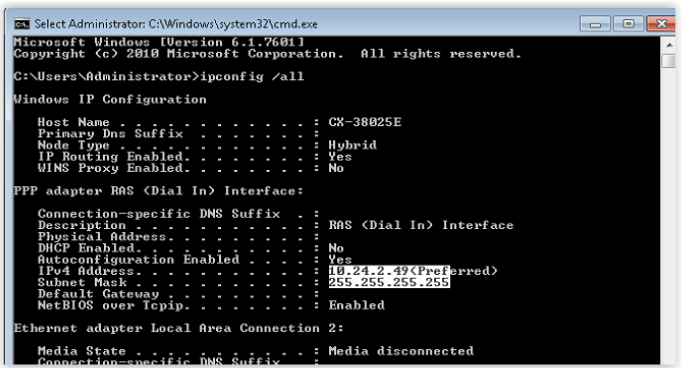 Select Administrator: C:\Windows\system32\cmd.exe
Microsoft Windows [Version 6.1.7601]
Copyright (c) 2010 Microsoft Corporation.  All rights reserved.
C:\Users\Administrator>ipconfig /all
Windows IP Configuration
Host Name . . . . . . . . . . . . : CX-38025E
Primary Dns Suffix  . . . . . . . :
Node Type . . . . . . . . . . . . : Hybrid
IP Routing Enabled. . . . . . . . : Yes
WINS Proxy Enabled. . . . . . . . : No
PPP adapter RAS (Dial In) Interface:
Connection-specific DNS Suffix  . :
Description . . . . . . . . . . . : RAS (Dial In) Interface
Physical Address. . . . . . . . . :
DHCP Enabled. . . . . . . . . . . : No
Autoconfiguration Enabled . . . . : Yes
IPv4 Address. . . . . . . . . . . : 10.24.2.49(Preferred)
Subnet Mask . . . . . . . . . . . : 255.255.255.255
Default Gateway . . . . . . . . . :
NetBIOS over Tcpip. . . . . . . . : Enabled
Ethernet adapter Local Area Connection 2:
Media State . . . . . . . . . . . : Media disconnected
Connection-specific DNS Suffix  . :